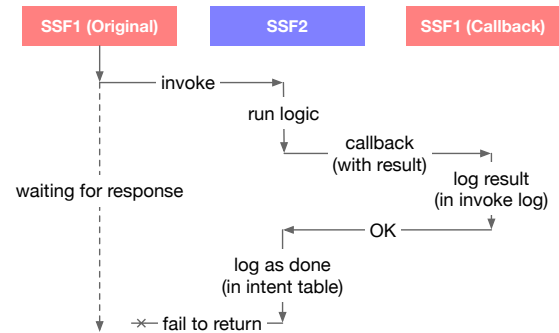 SSF1 (Original)
SSF2
SSF1 (Callback)
invoke
run logic
callback
(with result)
waiting for response
log result
(in invoke log)
OK
log as done
(in intent table)
fail to return